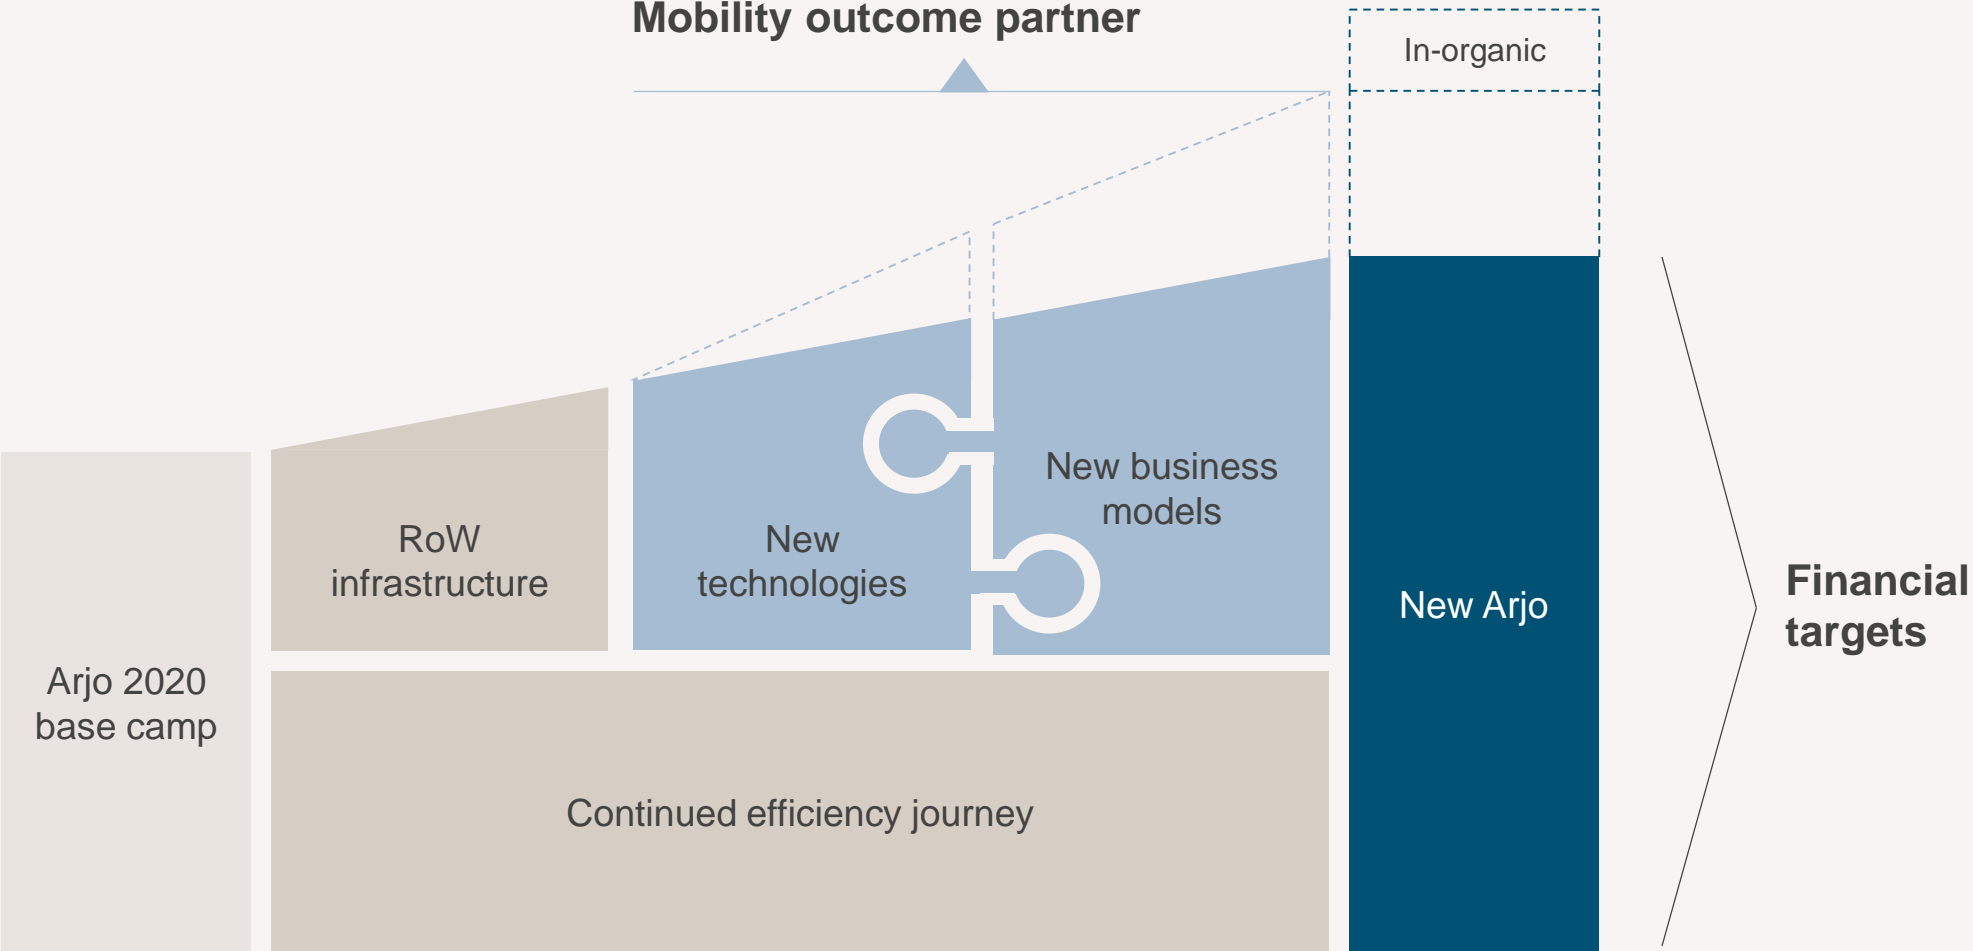 Mobility outcome partner
In-organic
RoW
infrastructure
New
technologies
New business
models
New Arjo
Financial
targets
Arjo 2020
base camp
Continued efficiency journey